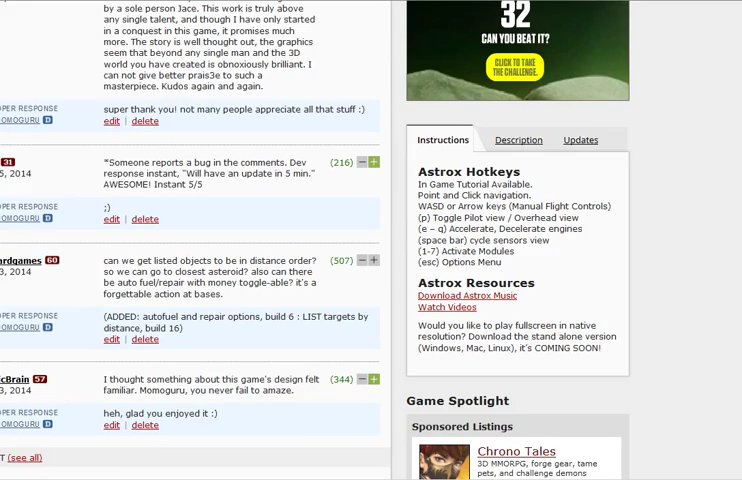 by a sole person Jace. This work is truly above
any single talent, and though I have only started
in a conquest in this game, it promises much
more. The story is well thought out, the graphics
seem that beyond any single man and the 3D
world you have created is obnoxiously brilliant. I
can not give better prais3e to such a
masterpiece. Kudos again and again.
OPER RESPONSE
OMOGURU D
super thank you! not many people appreciate all that stuff :)
edit | delete
31
5, 2014
*Someone reports a bug in the comments. Dev
response instant, "Will have an update in 5 min."
AWESOME! Instant 5/5
(216)
OPER RESPONSE
OMOGURU D
;)
edit | delete
ardgames 60
3, 2014
can we get listed objects to be in distance order?
so we can go to closest asteroid? also can there
be auto fuel/repair with money toggle-able? it's a
forgettable action at bases.
(507)
OPER RESPONSE
OMOGURU D
(ADDED: autofuel and repair options, build 6 : LIST targets by
distance, build 16)
edit | delete
cBrain 57
3, 2014
I thought something about this game's design felt
familiar. Momoguru, you never fail to amaze.
(344)
OPER RESPONSE
OMOGURU D
heh, glad you enjoyed it :)
edit | delete
T (see all)
32
CAN YOU BEAT IT?
CLICK TO TAKE
THE CHALLENGE.
Instructions Description Updates
Astrox Hotkeys
In Game Tutorial Available.
Point and Click navigation.
WASD or Arrow keys (Manual Flight Controls)
(p) Toggle Pilot view / Overhead view
(e – q) Accelerate, Decelerate engines
(space bar) cycle sensors view
(1-7) Activate Modules
(esc) Options Menu
Astrox Resources
Download Astrox Music
Watch Videos
Would you like to play fullscreen in native
resolution? Download the stand alone version
(Windows, Mac, Linux), it's COMING SOON!
Game Spotlight
Sponsored Listings
Chrono Tales
3D MMORPG, forge gear, tame
pets, and challenge demons